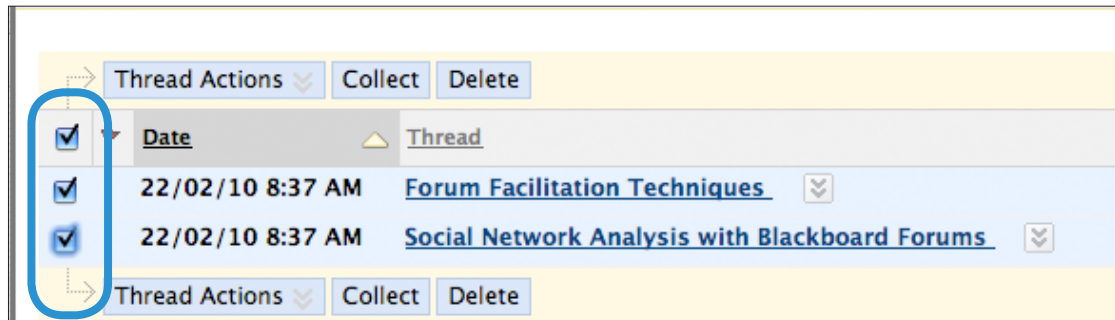 Thread Actions Collect Delete
Date Thread
22/02/10 8:37 AM Forum Facilitation Techniques
22/02/10 8:37 AM Social Network Analysis with Blackboard Forums
Thread Actions Collect Delete